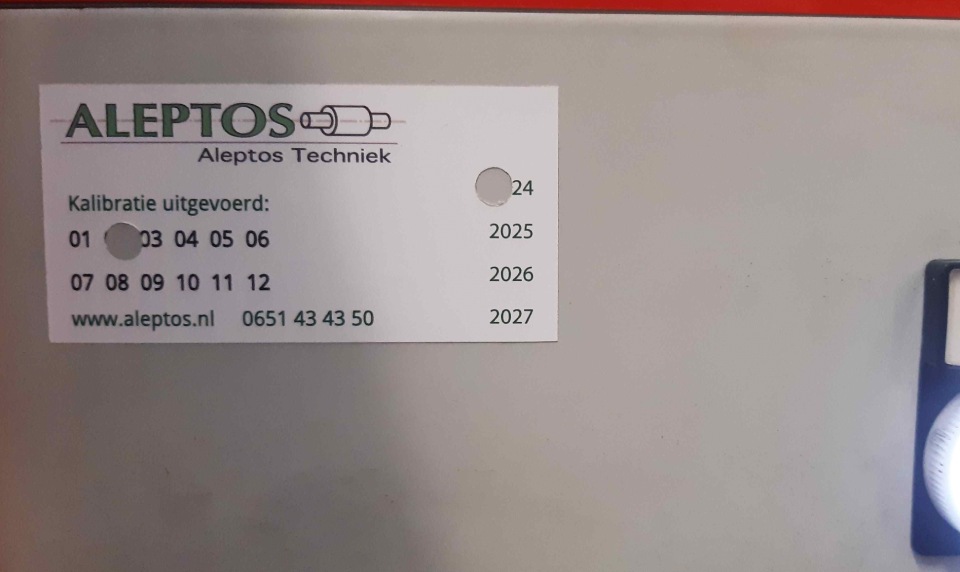 ALEPTOS
Aleptos Techniek
Kalibratie uitgevoerd:
01 03 04 05 06
07 08 09 10 11 12
www.aleptos.nl 0651 43 43 50
24
2025
2026
2027